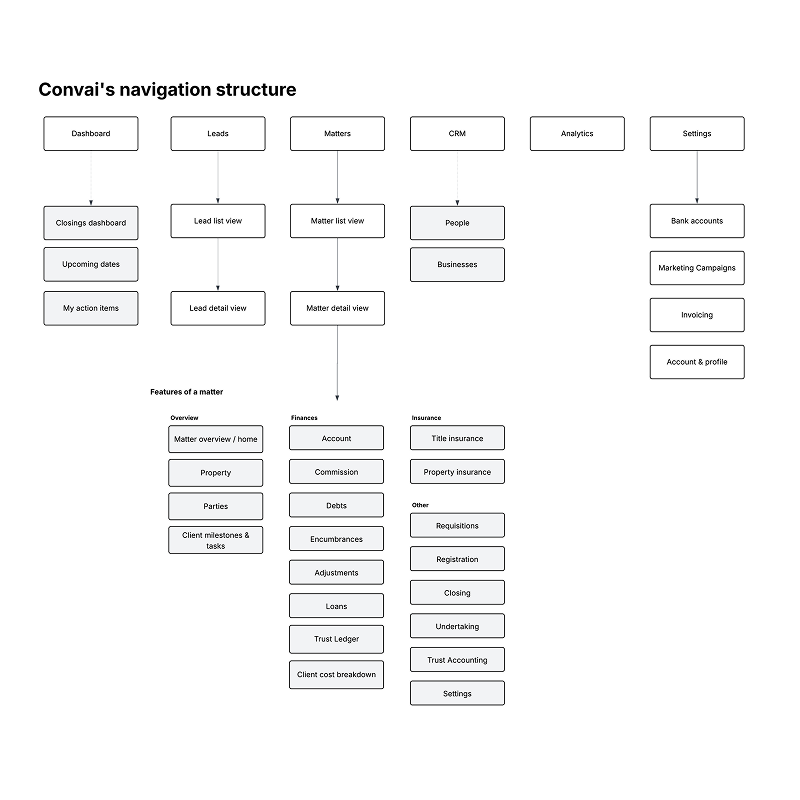 Convai's navigation structure
Dashboard
Leads
Matters
CRM
Analytics
Settings
Closings dashboard
Lead list view
Matter list view
People
Bank accounts
Upcoming dates
Businesses
Marketing Campaigns
My action items
Lead detail view
Matter detail view
Invoicing
Account & profile
Features of a matter
Overview
Matter overview / home
Property
Parties
Client milestones &
tasks
Finances
Account
Commission
Debts
Encumbrances
Adjustments
Loans
Trust Ledger
Client cost breakdown
Insurance
Title insurance
Property insurance
Other
Requisitions
Registration
Closing
Undertaking
Trust Accounting
Settings